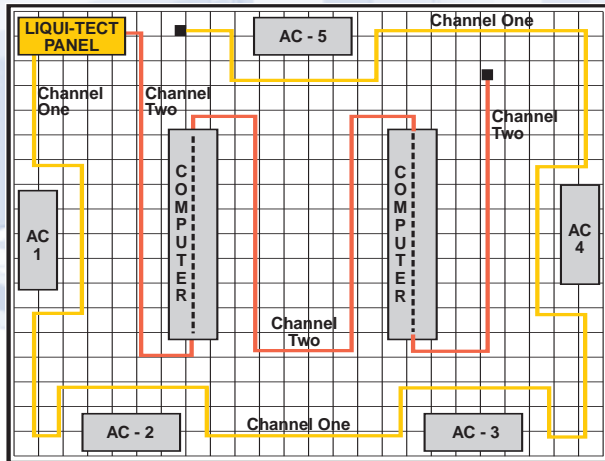 LIQUI-TECT
PANEL
AC - 5
Channel One
Channel
One
Channel
Two
Channel
Two
COMPUTER
COMPUTER
AC
1
AC
4
Channel
Two
AC - 2
Channel One
AC - 3